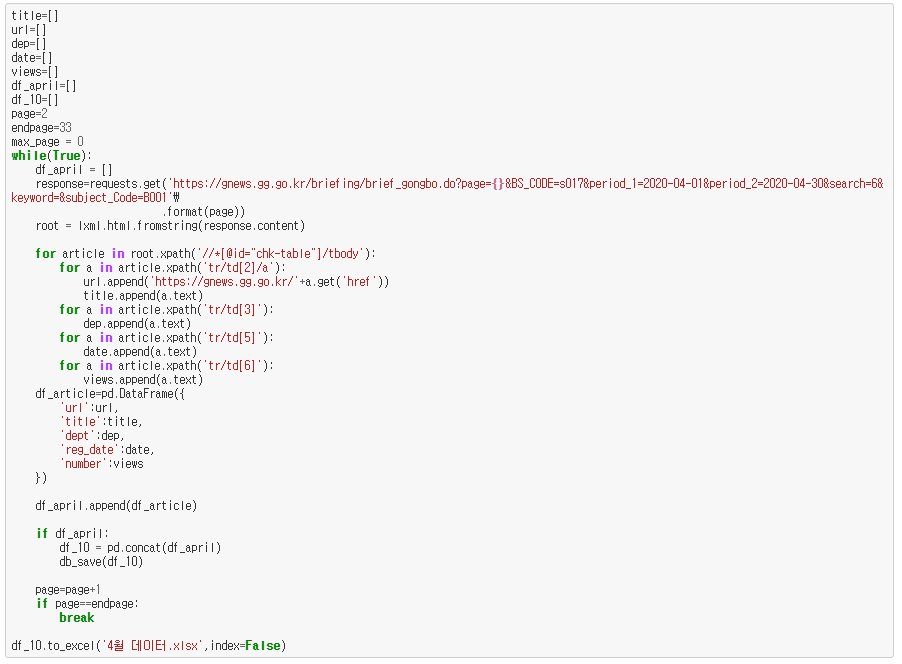 title=[]
url=[]
dep=[]
date=[]
views=[]
df_april=[]
df_10=[]
page=2
endpage=33
max_page = 0
while(True):
    df_april = []
    response=requests.get('https://gnews.gg.go.kr/briefing/brief_gongbo.do?page={}&BS_CODE=s017&period_1=2020-04-01&period_2=2020-04-30&search=6&
keyword=&subject_Code=BO01'₩
                         .format(page))
    root = lxml.html.fromstring(response.content)
    for article in root.xpath('//*[@id="chk-table"]/tbody'):
        for a in article.xpath('tr/td[2]/a'):
            url.append('https://gnews.gg.go.kr/'+a.get('href'))
            title.append(a.text)
        for a in article.xpath('tr/td[3]'):
            dep.append(a.text)
        for a in article.xpath('tr/td[5]'):
            date.append(a.text)
        for a in article.xpath('tr/td[6]'):
            views.append(a.text)
    df_article=pd.DataFrame({
        'url':url,
        'title':title,
        'dept':dep,
        'reg_date':date,
        'number':views
    })
    df_april.append(df_article)
    if df_april:
        df_10 = pd.concat(df_april)
        db_save(df_10)
    page=page+1
    if page==endpage:
        break
df_10.to_excel('4월 데이터.xlsx',index=False)